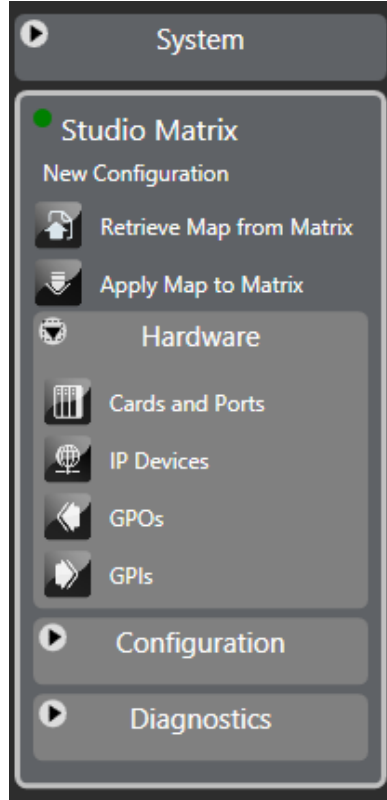 System
Studio Matrix
New Configuration
Retrieve Map from Matrix
Apply Map to Matrix
Hardware
Cards and Ports
IP Devices
GPOs
GPIs
Configuration
Diagnostics